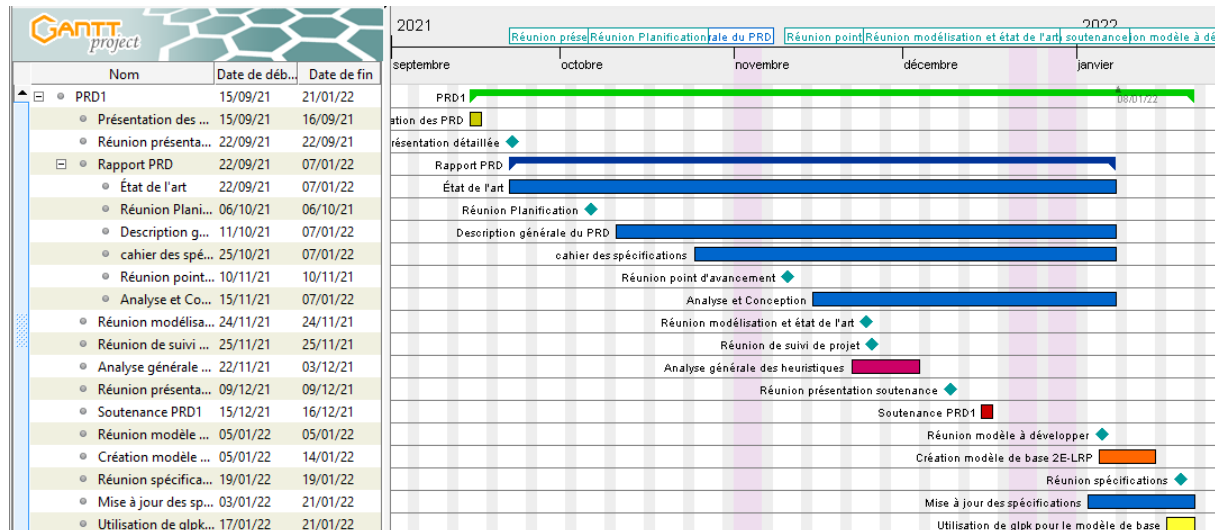 GANTT
project
2021
2022
Réunion prése Réunion Planification rale du PRD Réunion point Réunion modélisation et état de l'art soutenance ion modèle à dé
septembre octobre novembre décembre janvier
Nom Date de déb... Date de fin
PRD1 15/09/21 21/01/22 PRD1 08/01/22
Présentation des ... 15/09/21 16/09/21 ation des PRD
Réunion présenta... 22/09/21 22/09/21 résentation détaillée
Rapport PRD 22/09/21 07/01/22 Rapport PRD
État de l'art 22/09/21 07/01/22 État de l'art
Réunion Plani... 06/10/21 06/10/21 Réunion Planification
Description g... 11/10/21 07/01/22 Description générale du PRD
cahier des spé... 25/10/21 07/01/22 cahier des spécifications
Réunion point... 10/11/21 10/11/21 Réunion point d'avancement
Analyse et Co... 15/11/21 07/01/22 Analyse et Conception
Réunion modélisa... 24/11/21 24/11/21 Réunion modélisation et état de l'art
Réunion de suivi ... 25/11/21 25/11/21 Réunion de suivi de projet
Analyse générale ... 22/11/21 03/12/21 Analyse générale des heuristiques
Réunion présenta... 09/12/21 09/12/21 Réunion présentation soutenance
Soutenance PRD1 15/12/21 16/12/21 Soutenance PRD1
Réunion modèle ... 05/01/22 05/01/22 Réunion modèle à développer
Création modèle ... 05/01/22 14/01/22 Création modèle de base 2E-LRP
Réunion spécifica... 19/01/22 19/01/22 Réunion spécifications
Mise à jour des sp... 03/01/22 21/01/22 Mise à jour des spécifications
Utilisation de glpk... 17/01/22 21/01/22 Utilisation de glpk pour le modèle de base